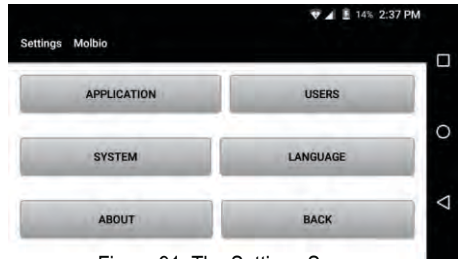 14% 2:37 PM
Settings Molbio
APPLICATION USERS
SYSTEM LANGUAGE
ABOUT BACK